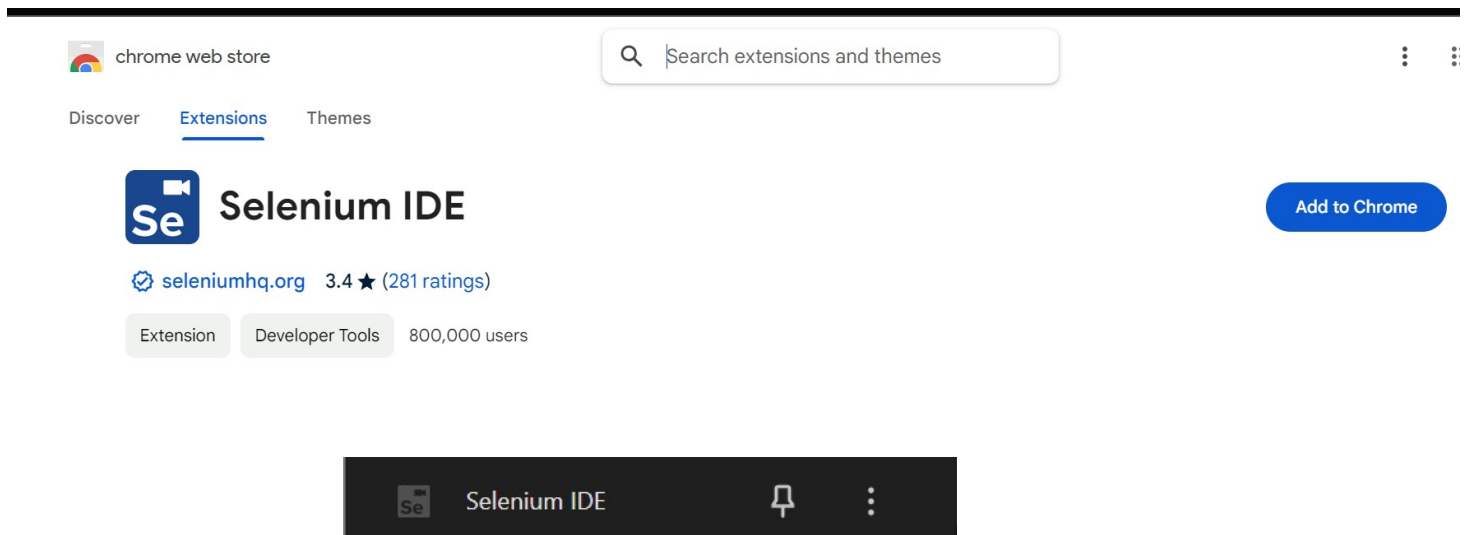 chrome web store
Search extensions and themes
Discover Extensions Themes
Se
Selenium IDE
Add to Chrome
seleniumhq.org 3.4 ★ (281 ratings)
Extension Developer Tools 800,000 users
Se
Selenium IDE